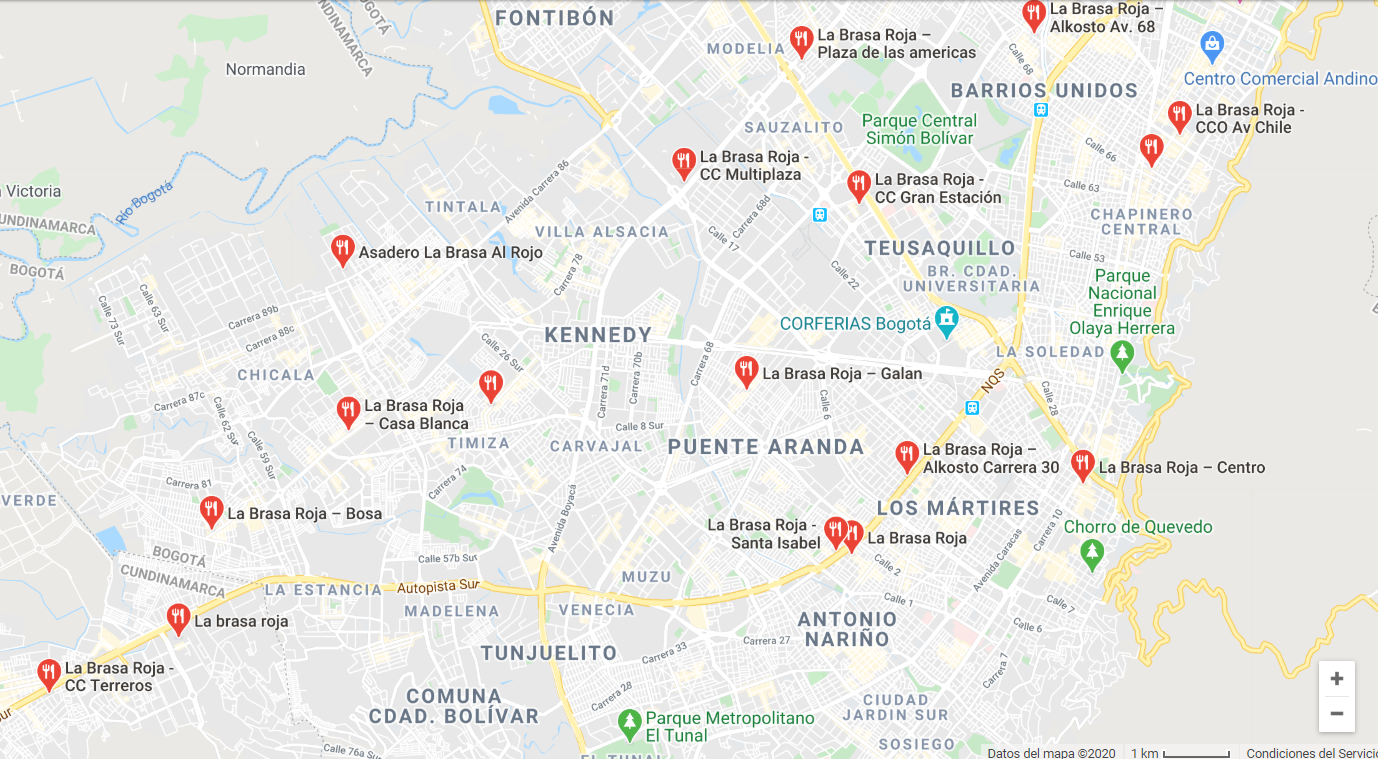 FONTIBÓN
BOGOTÁ
CUNDINAMARCA
La Brasa Roja –
Alkosto Av. 68
La Brasa Roja –
Plaza de las americas
MODELIA
Calle 68
Normandia
Centro Comercial Andino
BARRIOS UNIDOS
La Brasa Roja -
CCO Av Chile
Parque Central
Simón Bolívar
SAUZALITO
Calle 66
La Brasa Roja -
CC Multiplaza
Avenida Carrera 86
La Brasa Roja -
CC Gran Estación
Calle 63
Victoria
Río Bogotá
UNDINAMARCA
BOGOTÁ
TINTALA
Carrera 68d
CHAPINERO
CENTRAL
VILLA ALSACIA
Calle 17
TEUSAQUILLO
Calle 53
Asadero La Brasa Al Rojo
Carrera 78
Calle 22
BR. CDAD.
UNIVERSITARIA
Parque
Nacional
Enrique
Olaya Herrera
Calle 73 Sur
Calle 63 Sur
Carrera 89b
Carrera 88c
KENNEDY
CORFERIAS Bogotá
Calle 26 Sur
Carrera 68
LA SOLEDAD
CHICALA
Carrera 71d
Carrera 70b
La Brasa Roja – Galan
NQS
Calle 28
Carrera 87c
Calle 62 Sur
La Brasa Roja
– Casa Blanca
Calle 6
Calle 8 Sur
TIMIZA
CARVAJAL
PUENTE ARANDA
Calle 59 Sur
La Brasa Roja –
Alkosto Carrera 30
La Brasa Roja – Centro
Carrera 81
Carrera 74
VERDE
LOS MÁRTIRES
La Brasa Roja – Bosa
Avenida Boyacá
La Brasa Roja -
Santa Isabel
La Brasa Roja
Carrera 10
Chorro de Quevedo
BOGOTÁ
CUNDINAMARCA
Calle 57b Sur
Calle 2
Avenida Caracas
MUZU
LA ESTANCIA
Autopista Sur
Calle 1
Calle 7
MADELENA
VENECIA
La brasa roja
ANTONIO
NARIÑO
Calle 6
Carrera 27
TUNJUELITO
Carrera 33
Carrera 7
La Brasa Roja -
CC Terreros
Carrera 28
COMUNA
CDAD. BOLÍVAR
CIUDAD
JARDIN SUR
Sur
Parque Metropolitano
El Tunal
SOSIEGO
Calle 76a Sur
EL TUNAL
Datos del mapa ©2020
1 km
Condiciones del Servicio